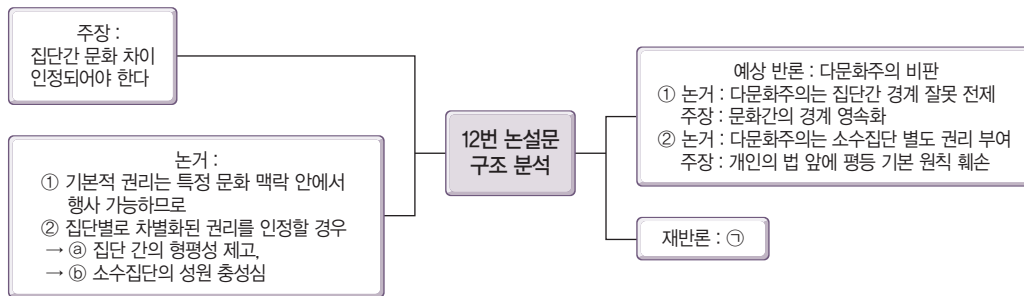 주장 :
집단간 문화 차이
인정되어야 한다
논거 :
① 기본적 권리는 특정 문화 맥락 안에서
행사 가능하므로
② 집단별로 차별화된 권리를 인정할 경우
→ ⓐ 집단 간의 형평성 제고,
→ ⓑ 소수집단의 성원 충성심
12번 논설문
구조 분석
예상 반론 : 다문화주의 비판
① 논거 : 다문화주의는 집단간 경계 잘못 전제
주장 : 문화간의 경계 영속화
② 논거 : 다문화주의는 소수집단 별도 권리 부여
주장 : 개인의 법 앞에 평등 기본 원칙 훼손
재반론 : ㉠